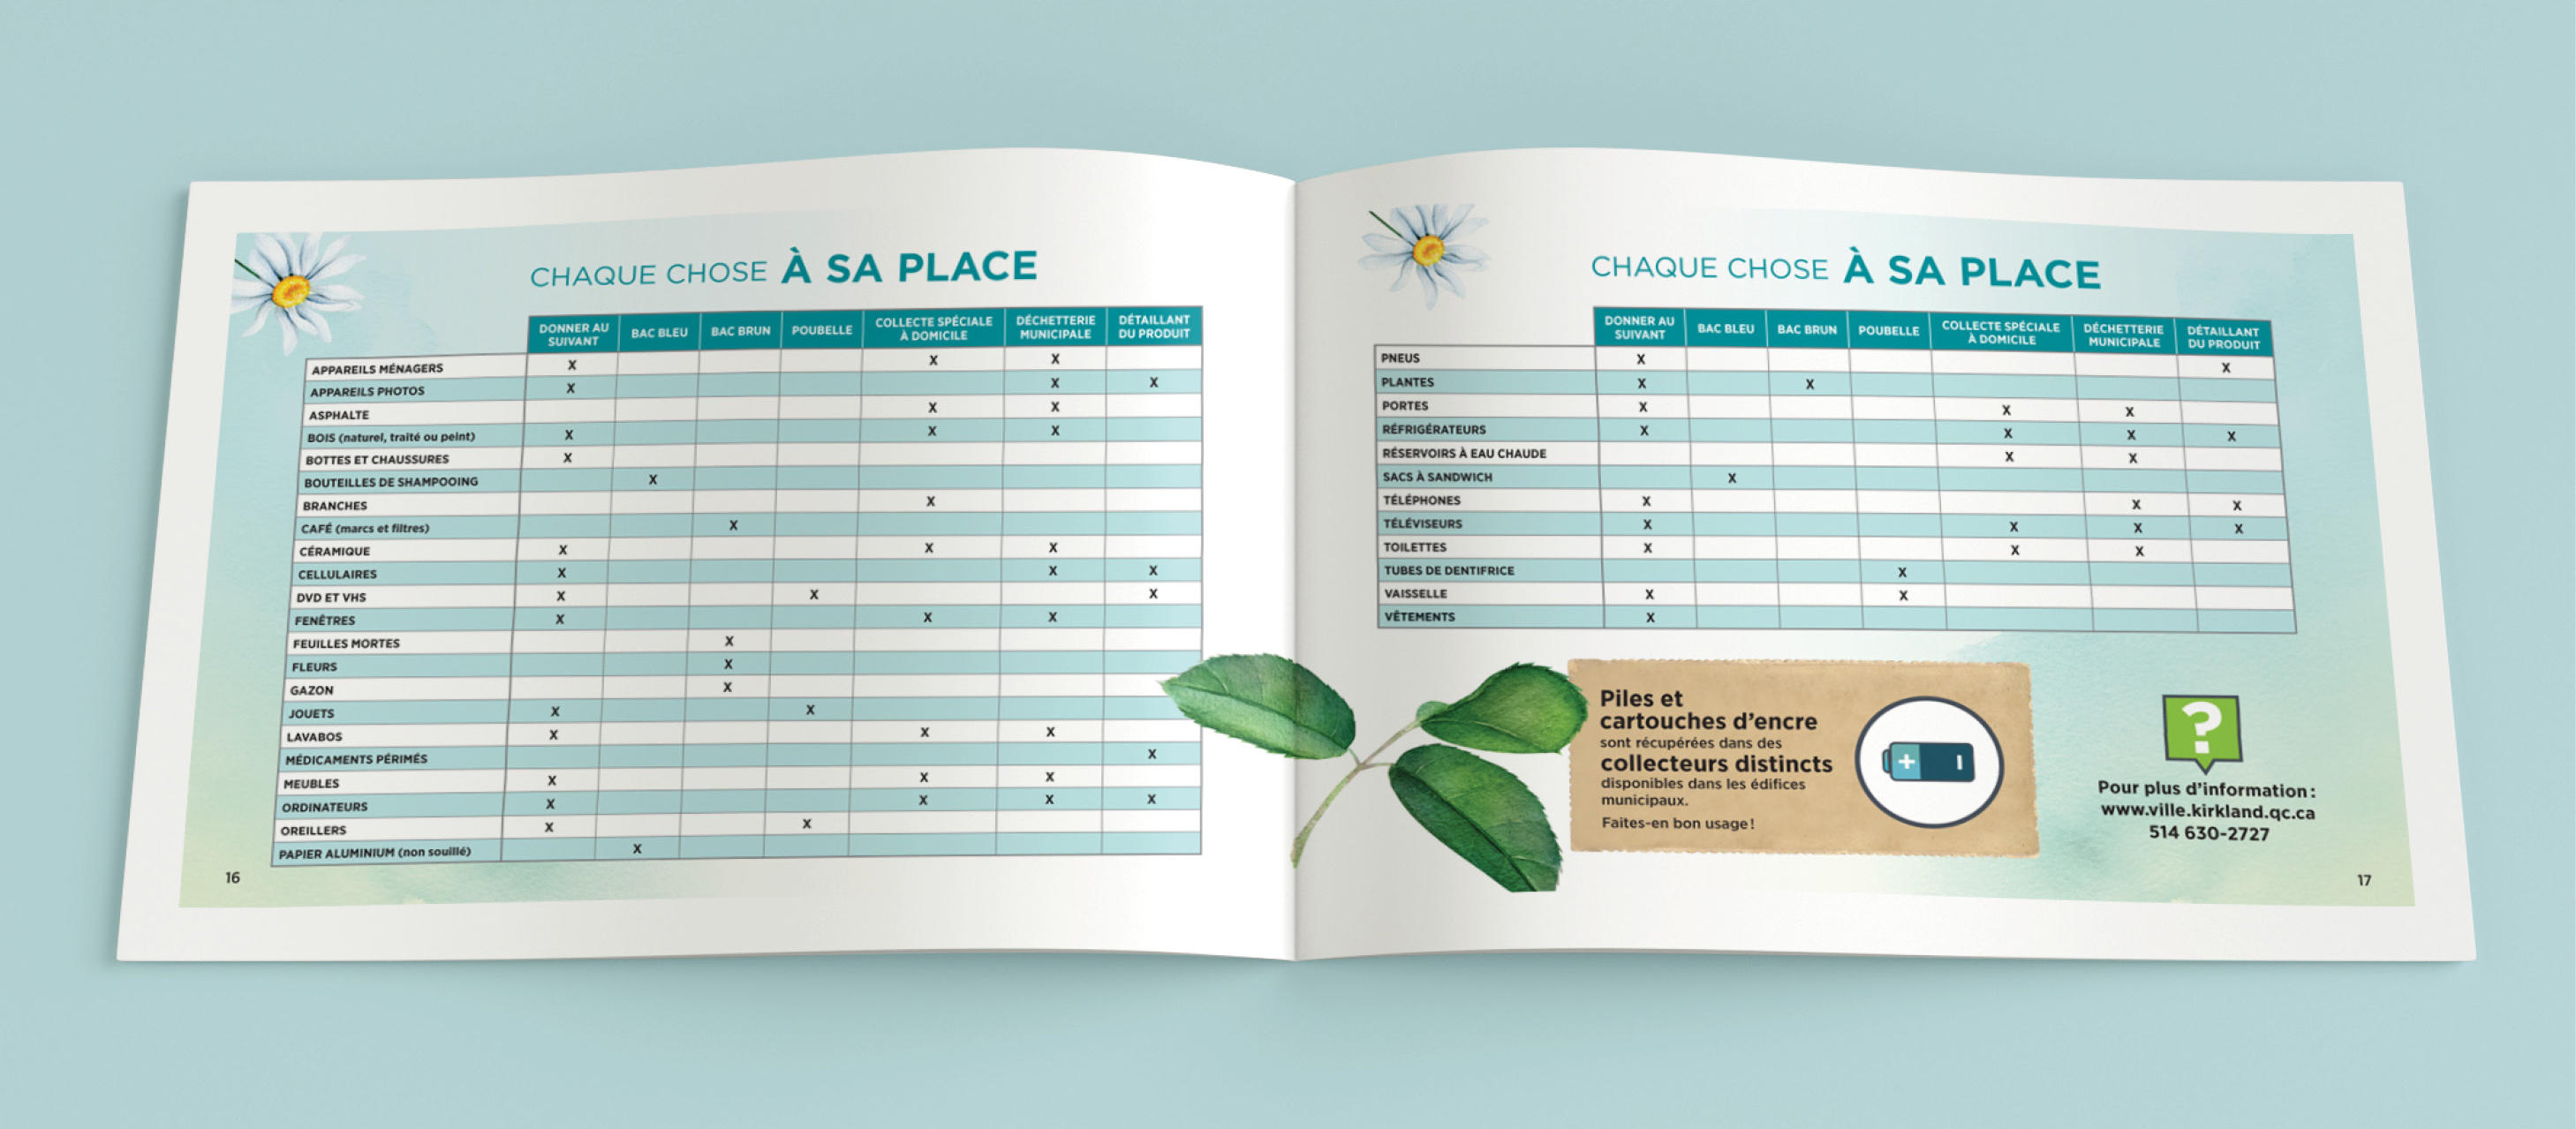 CHAQUE CHOSE À SA PLACE
DONNER AU SUIVANT BAC BLEU BAC BRUN POUBELLE COLLECTE SPÉCIALE À DOMICILE DÉCHETTERIE MUNICIPALE DÉTAILLANT DU PRODUIT
APPAREILS MÉNAGERS X X X
APPAREILS PHOTOS X X X
ASPHALTE X X
BOIS (naturel, traité ou peint) X X X
BOTTES ET CHAUSSURES X
BOUTEILLES DE SHAMPOOING X
BRANCHES X
CAFÉ (marcs et filtres) X
CÉRAMIQUE X X X
CELLULAIRES X X X
DVD ET VHS X X X
FENÊTRES X X X
FEUILLES MORTES X
FLEURS X
GAZON X
JOUETS X X
LAVABOS X X X
MÉDICAMENTS PÉRIMÉS X
MEUBLES X X X
ORDINATEURS X X X X
OREILLERS X X
PAPIER ALUMINIUM (non souillé) X
16
CHAQUE CHOSE À SA PLACE
DONNER AU SUIVANT BAC BLEU BAC BRUN POUBELLE COLLECTE SPÉCIALE À DOMICILE DÉCHETTERIE MUNICIPALE DÉTAILLANT DU PRODUIT
PNEUS X X
PLANTES X X
PORTES X X X
RÉFRIGÉRATEURS X X X X
RÉSERVOIRS À EAU CHAUDE X X
SACS À SANDWICH X
TÉLÉPHONES X X X
TÉLÉVISEURS X X X X
TOILETTES X X X
TUBES DE DENTIFRICE X
VAISSELLE X X
VÊTEMENTS X
Piles et
cartouches d'encre
sont récupérées dans des
collecteurs distincts
disponibles dans les édifices
municipaux.
Faites-en bon usage !
?
Pour plus d'information :
www.ville.kirkland.qc.ca
514 630-2727
17